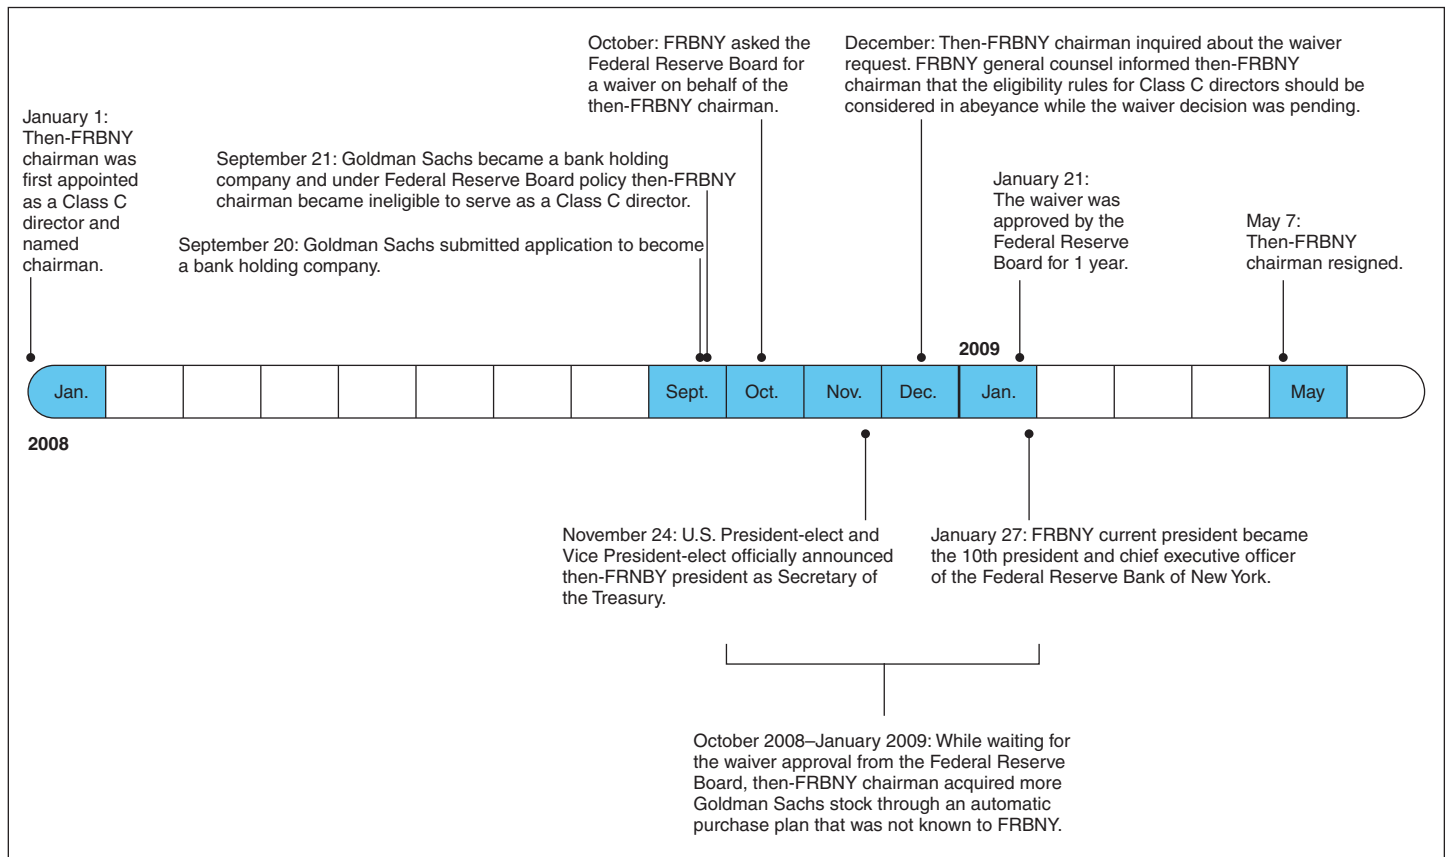 January 1:
Then-FRBNY
chairman was
first appointed
as a Class C
director and
named
chairman.
September 21: Goldman Sachs became a bank holding
company and under Federal Reserve Board policy then-FRBNY
chairman became ineligible to serve as a Class C director.
September 20: Goldman Sachs submitted application to become
a bank holding company.
October: FRBNY asked the
Federal Reserve Board for
a waiver on behalf of the
then-FRBNY chairman.
December: Then-FRBNY chairman inquired about the waiver
request. FRBNY general counsel informed then-FRBNY
chairman that the eligibility rules for Class C directors should be
considered in abeyance while the waiver decision was pending.
January 21:
The waiver was
approved by the
Federal Reserve
Board for 1 year.
May 7:
Then-FRBNY
chairman resigned.
2009
Jan.
Sept.
Oct.
Nov.
Dec.
Jan.
May
2008
November 24: U.S. President-elect and
Vice President-elect officially announced
then-FRNBY president as Secretary of
the Treasury.
January 27: FRBNY current president became
the 10th president and chief executive officer
of the Federal Reserve Bank of New York.
October 2008–January 2009: While waiting for
the waiver approval from the Federal Reserve
Board, then-FRBNY chairman acquired more
Goldman Sachs stock through an automatic
purchase plan that was not known to FRBNY.